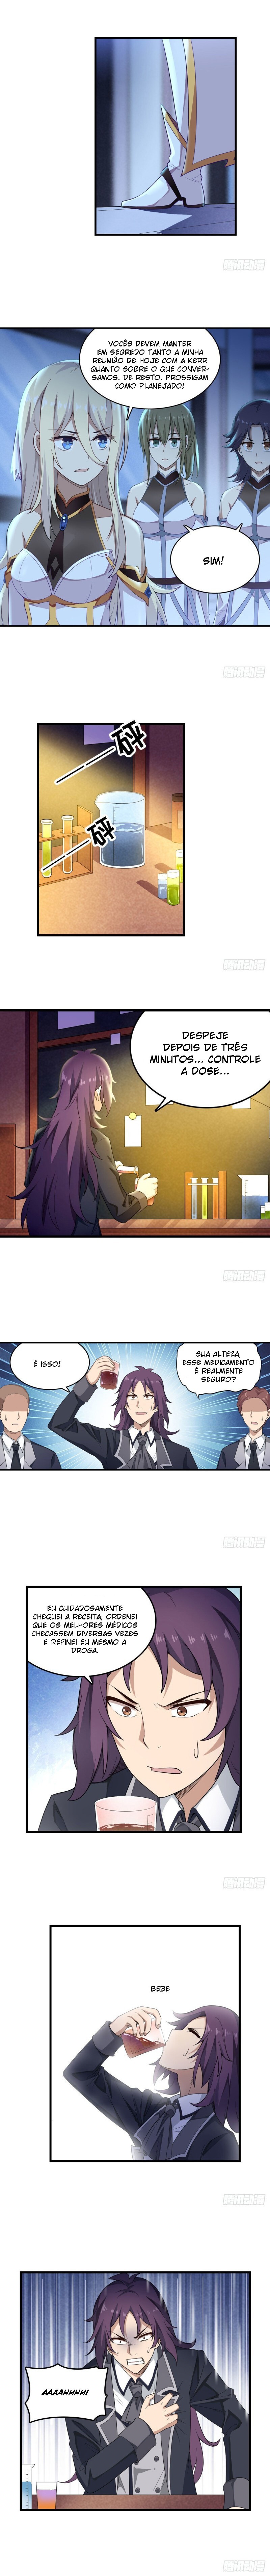 VOCÊS DEVEM MANTER
EM SEGREDO TANTO A MINHA
REUNIÃO DE HOJE COM A KERR
QUANTO SOBRE O QUE CONVER-
SAMOS. DE RESTO, PROSSIGAM
COMO PLANEJADO!
SIM!
砰
砰
DESPEJE
DEPOIS DE TRÊS
MINUTOS... CONTROLE
A DOSE...
É ISSO!
SUA ALTEZA,
ESSE MEDICAMENTO
É REALMENTE
SEGURO?
EU CUIDADOSAMENTE
CHEQUEI A RECEITA, ORDENEI
QUE OS MELHORES MÉDICOS
CHECASSEM DIVERSAS VEZES
E REFINEI EU MESMO A
DROGA.
BEBE
AAAAHHHH!